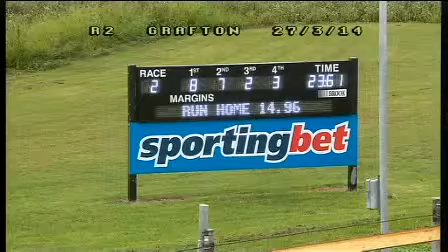 R2 GRAFTON 27/3/14
RACE 1ST 2ND 3RD 4TH TIME
2 8 7 2 3 23.61
MARGINS
RUN HOME 14.96
sportingbet